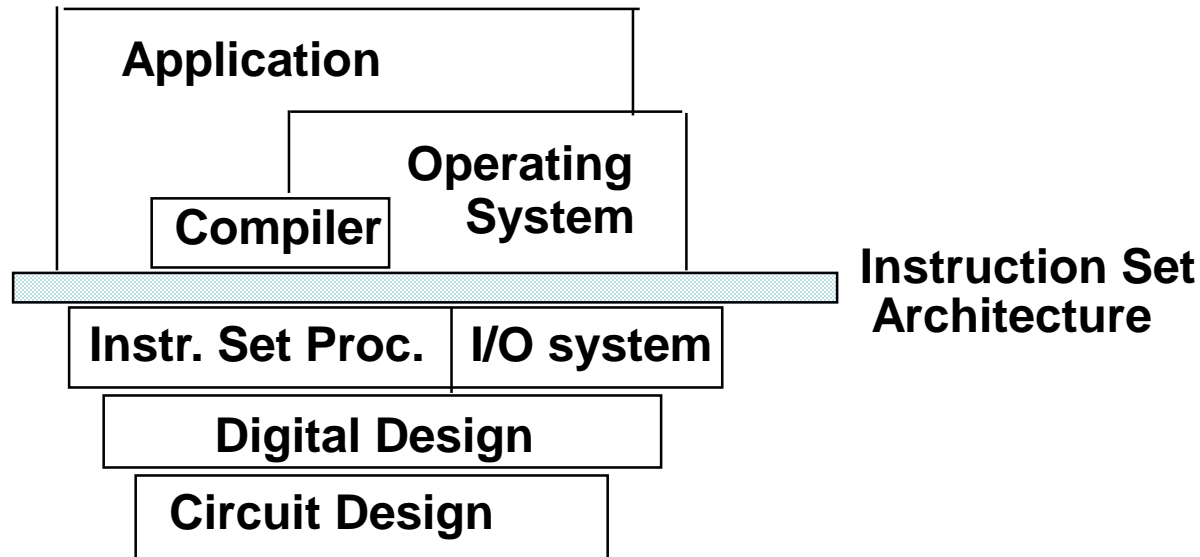 Application
Operating
System
Compiler
Instruction Set
Architecture
Instr. Set Proc.
I/O system
Digital Design
Circuit Design